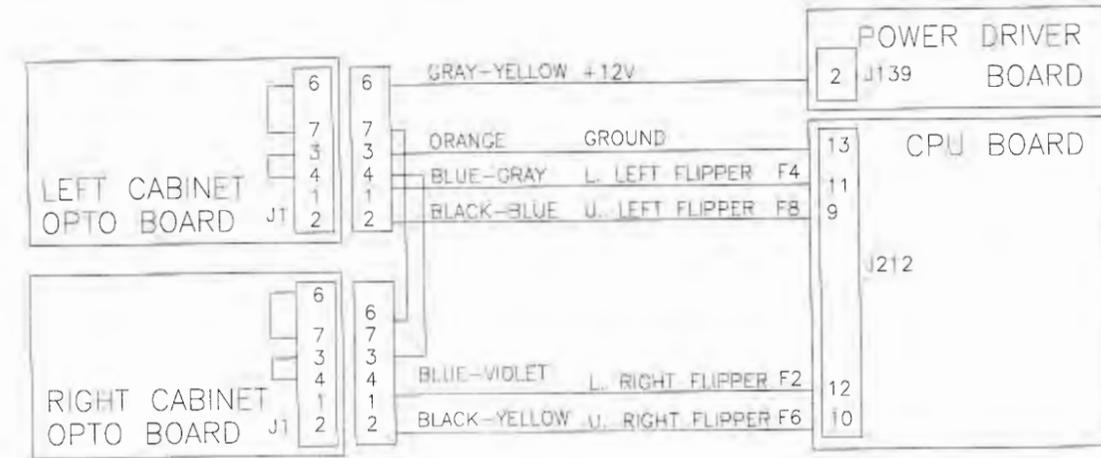 POWER DRIVER
BOARD
2 J139
GRAY-YELLOW +12V
6 6
7 7
3 3
4 4
1 1
2 2
LEFT CABINET
OPTO BOARD J1
ORANGE GROUND 13
CPU BOARD
BLUE-GRAY L. LEFT FLIPPER F4 11
BLACK-BLUE U. LEFT FLIPPER F8 9
J212
6 6
7 7
3 3
4 4
1 1
2 2
RIGHT CABINET
OPTO BOARD J1
BLUE-VIOLET L. RIGHT FLIPPER F2 12
BLACK-YELLOW U. RIGHT FLIPPER F6 10